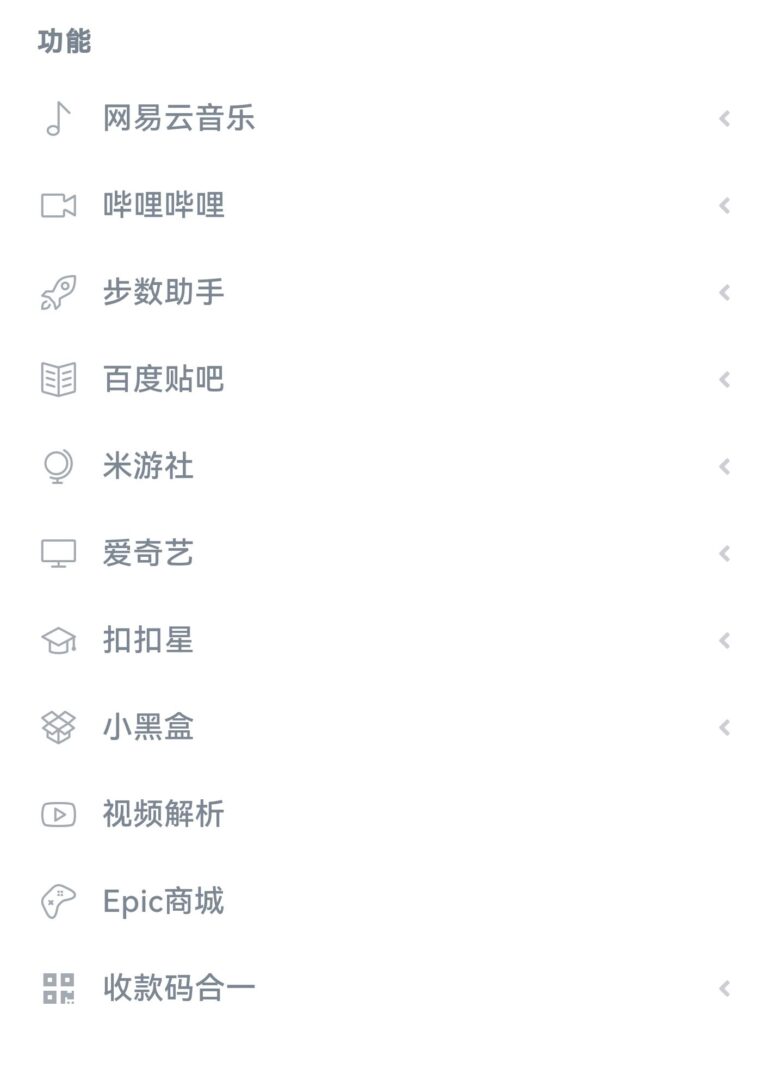 功能
网易云音乐
哔哩哔哩
步数助手
百度贴吧
米游社
爱奇艺
扣扣星
小黑盒
视频解析
Epic商城
收款码合一